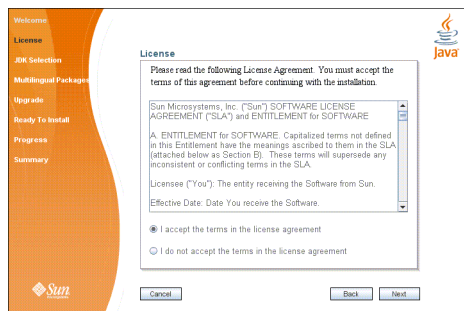 Welcome
License
JDK Selection
Multilingual Packages
Upgrade
Ready To Install
Progress
Summary
Sun
microsystems
Java
License
Please read the following License Agreement. You must accept the
terms of this agreement before continuing with the installation.
Sun Microsystems, Inc. ("Sun") SOFTWARE LICENSE
AGREEMENT ("SLA") and ENTITLEMENT for SOFTWARE
A. ENTITLEMENT for SOFTWARE. Capitalized terms not defined
in this Entitlement have the meanings ascribed to them in the SLA
(attached below as Section B). These terms will supersede any
inconsistent or conflicting terms in the SLA.
Licensee ("You"): The entity receiving the Software from Sun.
Effective Date: Date You receive the Software.
I accept the terms in the license agreement
I do not accept the terms in the license agreement
Cancel
Back
Next